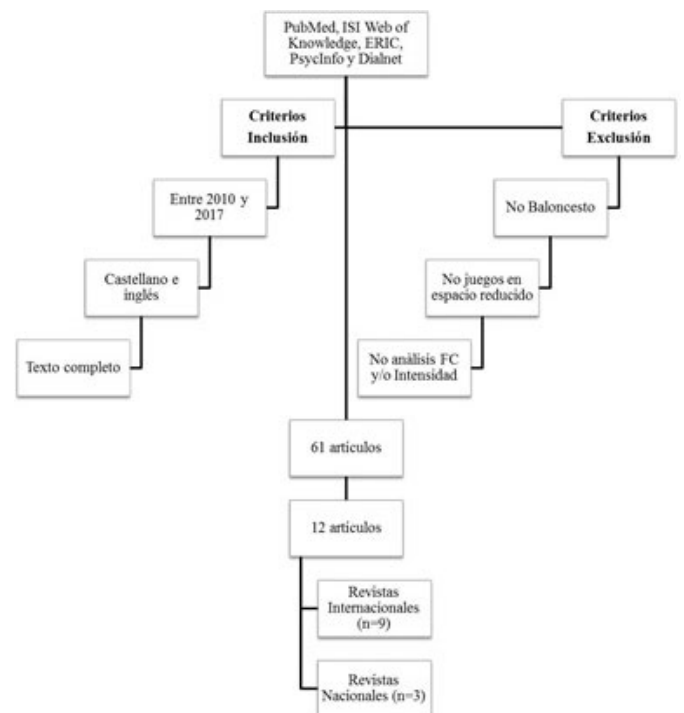 PubMed, ISI Web of
Knowledge, ERIC,
PsycInfo y Dialnet
Criterios
Inclusión
Criterios
Exclusión
Entre 2010 y
2017
No Baloncesto
Castellano e
inglés
No juegos en
espacio reducido
Texto completo
No análisis FC
y/o Intensidad
61 artículos
12 artículos
Revistas
Internacionales
(n=9)
Revistas
Nacionales (n=3)